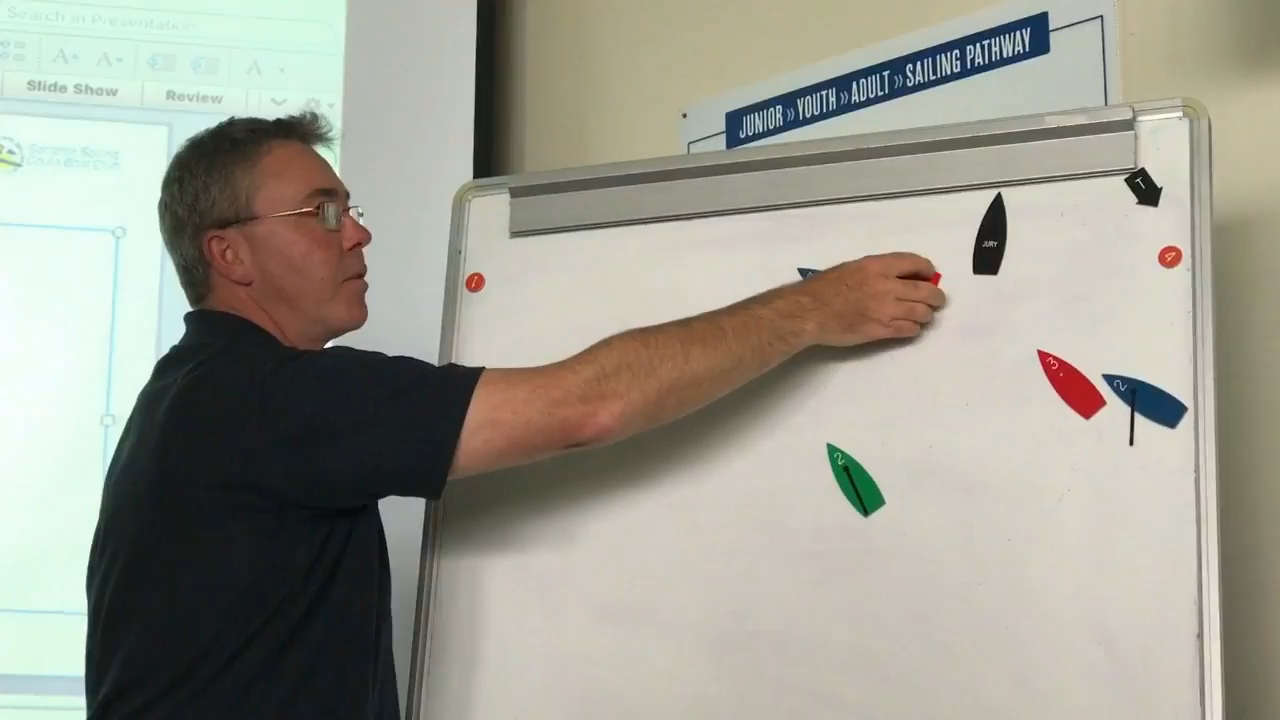 Search in Presentation
A A A
Slide Show Review
JUNIOR » YOUTH » ADULT » SAILING PATHWAY
T
JURY
1
4
3
2
2